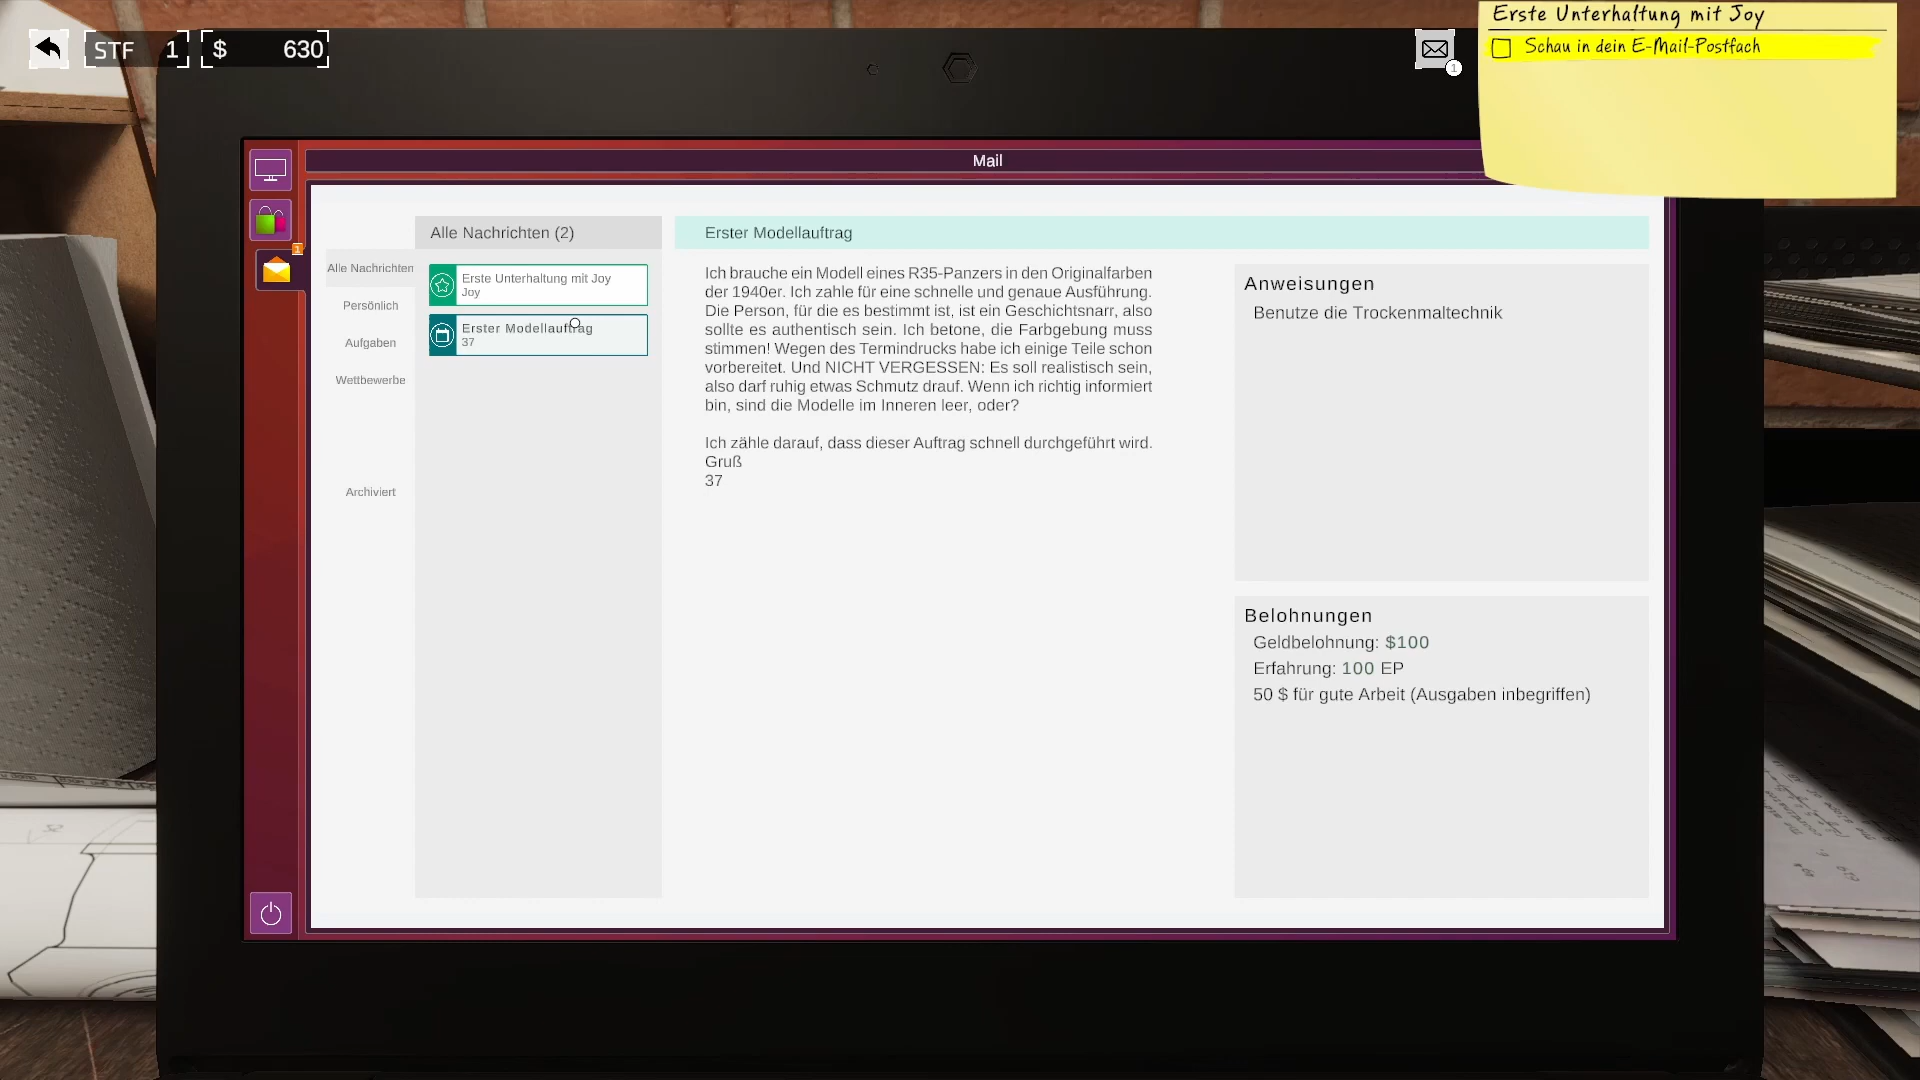 STF 1 $ 630
1
Erste Unterhaltung mit Joy
Schau in dein E-Mail-Postfach
Mail
1
Alle Nachrichten
Persönlich
Aufgaben
Wettbewerbe
Archiviert
Alle Nachrichten (2)
Erste Unterhaltung mit Joy
Joy
Erster Modellauftrag
37
Erster Modellauftrag
Ich brauche ein Modell eines R35-Panzers in den Originalfarben
der 1940er. Ich zahle für eine schnelle und genaue Ausführung.
Die Person, für die es bestimmt ist, ist ein Geschichtsnarr, also
sollte es authentisch sein. Ich betone, die Farbgebung muss
stimmen! Wegen des Termindrucks habe ich einige Teile schon
vorbereitet. Und NICHT VERGESSEN: Es soll realistisch sein,
also darf ruhig etwas Schmutz drauf. Wenn ich richtig informiert
bin, sind die Modelle im Inneren leer, oder?
Ich zähle darauf, dass dieser Auftrag schnell durchgeführt wird.
Gruß
37
Anweisungen
Benutze die Trockenmaltechnik
Belohnungen
Geldbelohnung: $100
Erfahrung: 100 EP
50 $ für gute Arbeit (Ausgaben inbegriffen)